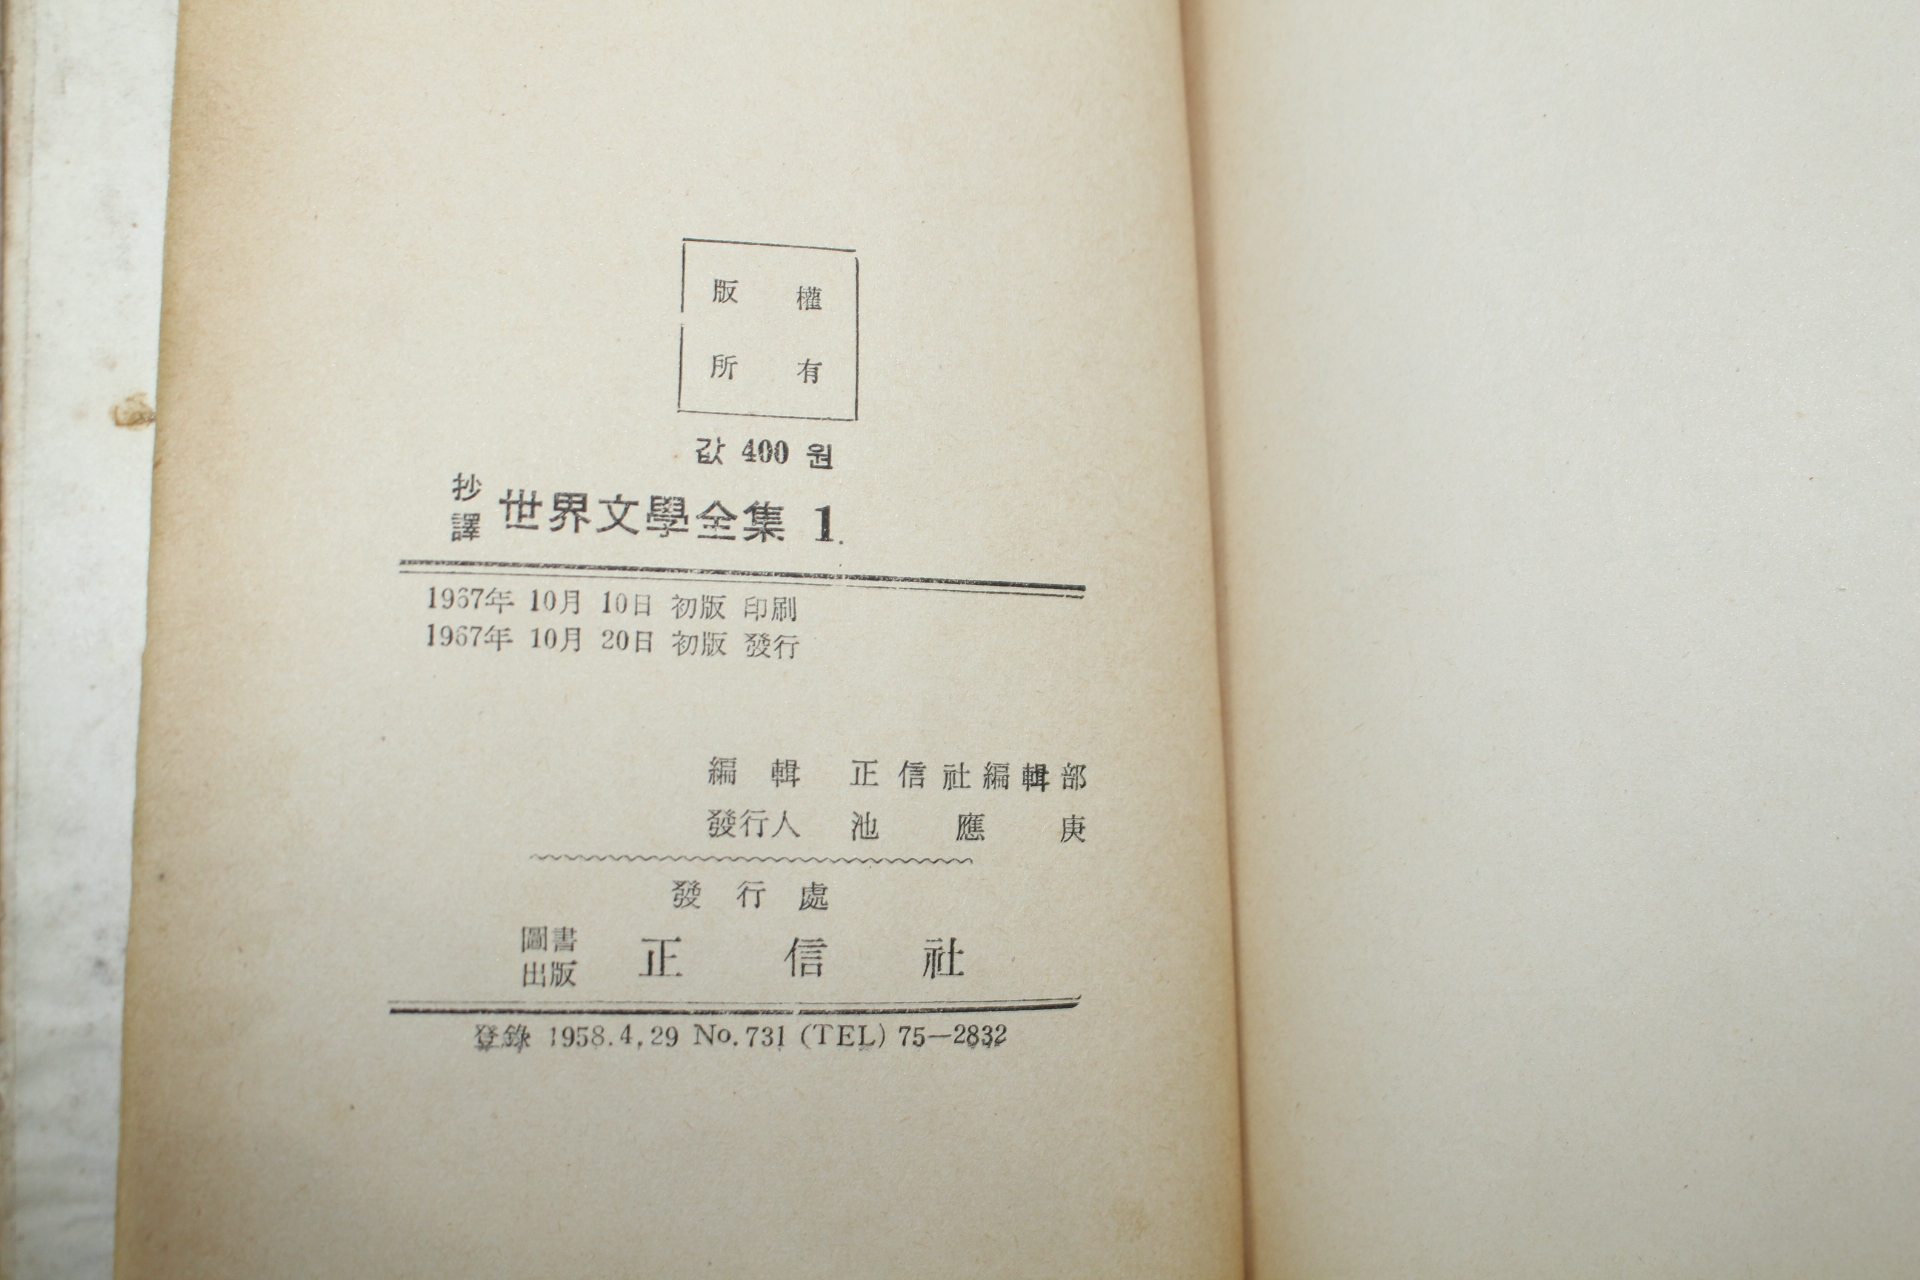 版權
所有
값 400 원
抄譯 世界文學全集 1.
1967年 10月 10日 初版 印刷
1967年 10月 20日 初版 發行
編輯 正信社編輯部
發行人 池應庚
發行處
圖書出版 正信社
登錄 1958.4,29 No.731 (TEL) 75—2832